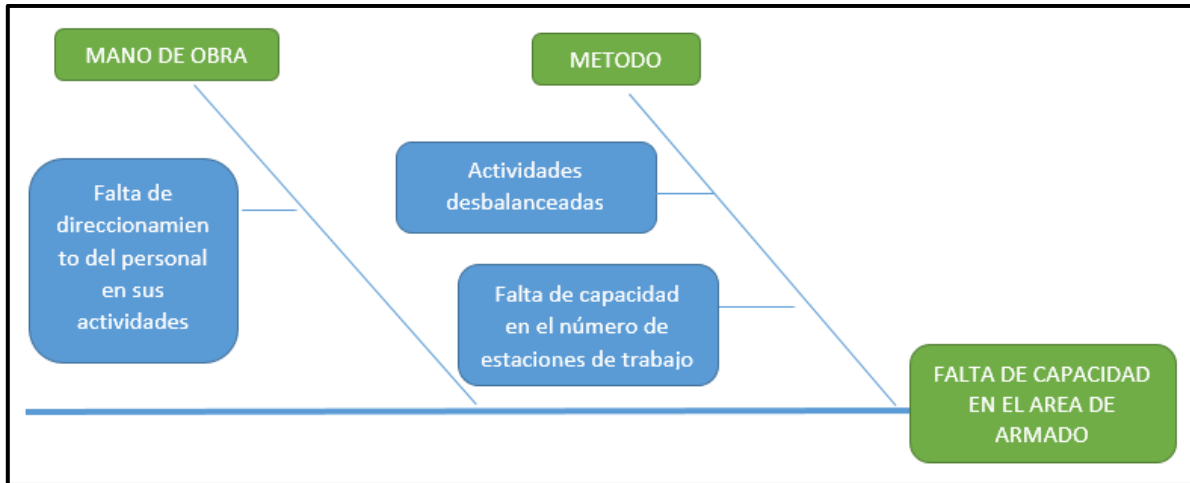 MANO DE OBRA
METODO
Falta de
direccionamien
to del personal
en sus
actividades
Actividades
desbalanceadas
Falta de capacidad
en el número de
estaciones de trabajo
FALTA DE CAPACIDAD
EN EL AREA DE
ARMADO